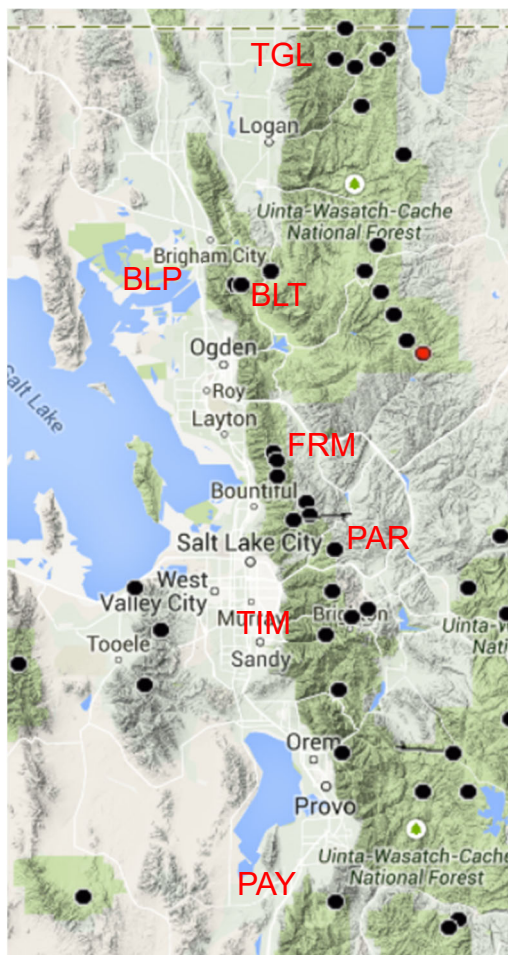 TGL
Logan
Uinta-Wasatch-Cache
National Forest
Brigham City
BLP
BLT
Ogden
Roy
Layton
Salt Lake
FRM
Bountiful
Salt Lake City
PAR
West
Valley City
Murray
TIM
Tooele
Sandy
Orem
Provo
Uinta-Wasatch-Cache
National Forest
PAY